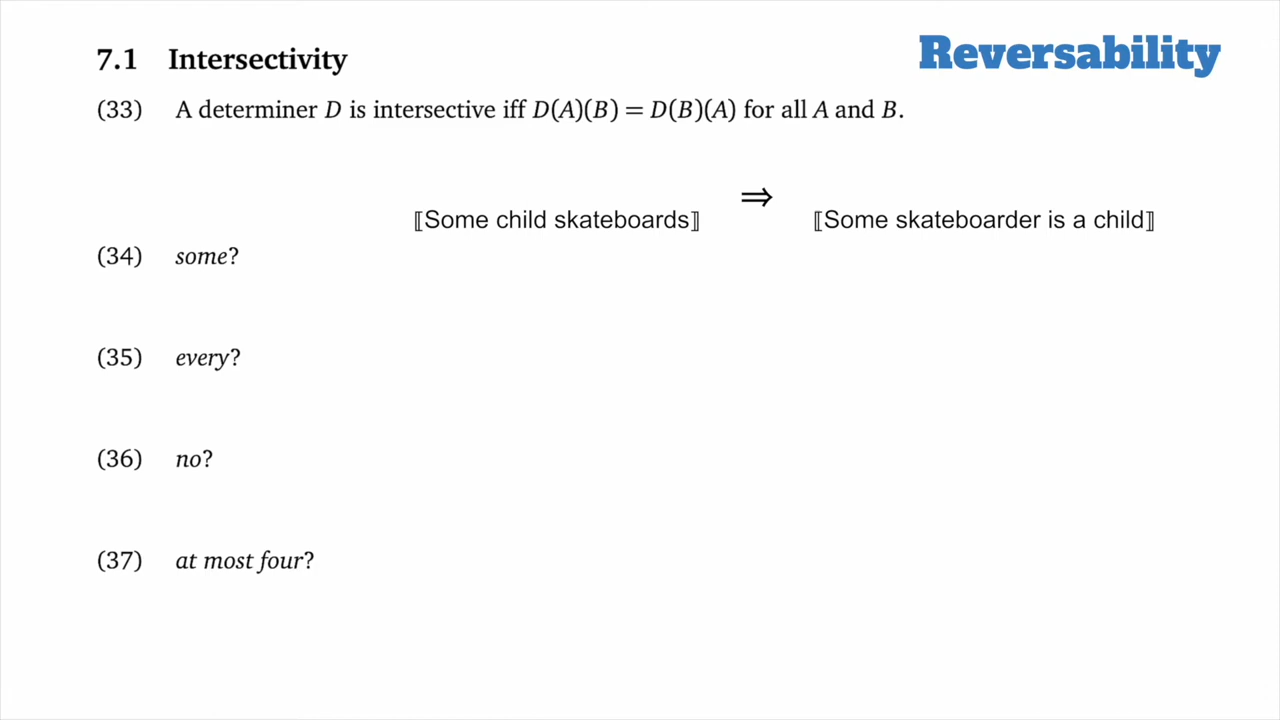 7.1 Intersectivity
Reversability
(33) A determiner D is intersective iff D(A)(B) = D(B)(A) for all A and B.
⟦Some child skateboards⟧ ⇒ ⟦Some skateboarder is a child⟧
(34) some?
(35) every?
(36) no?
(37) at most four?